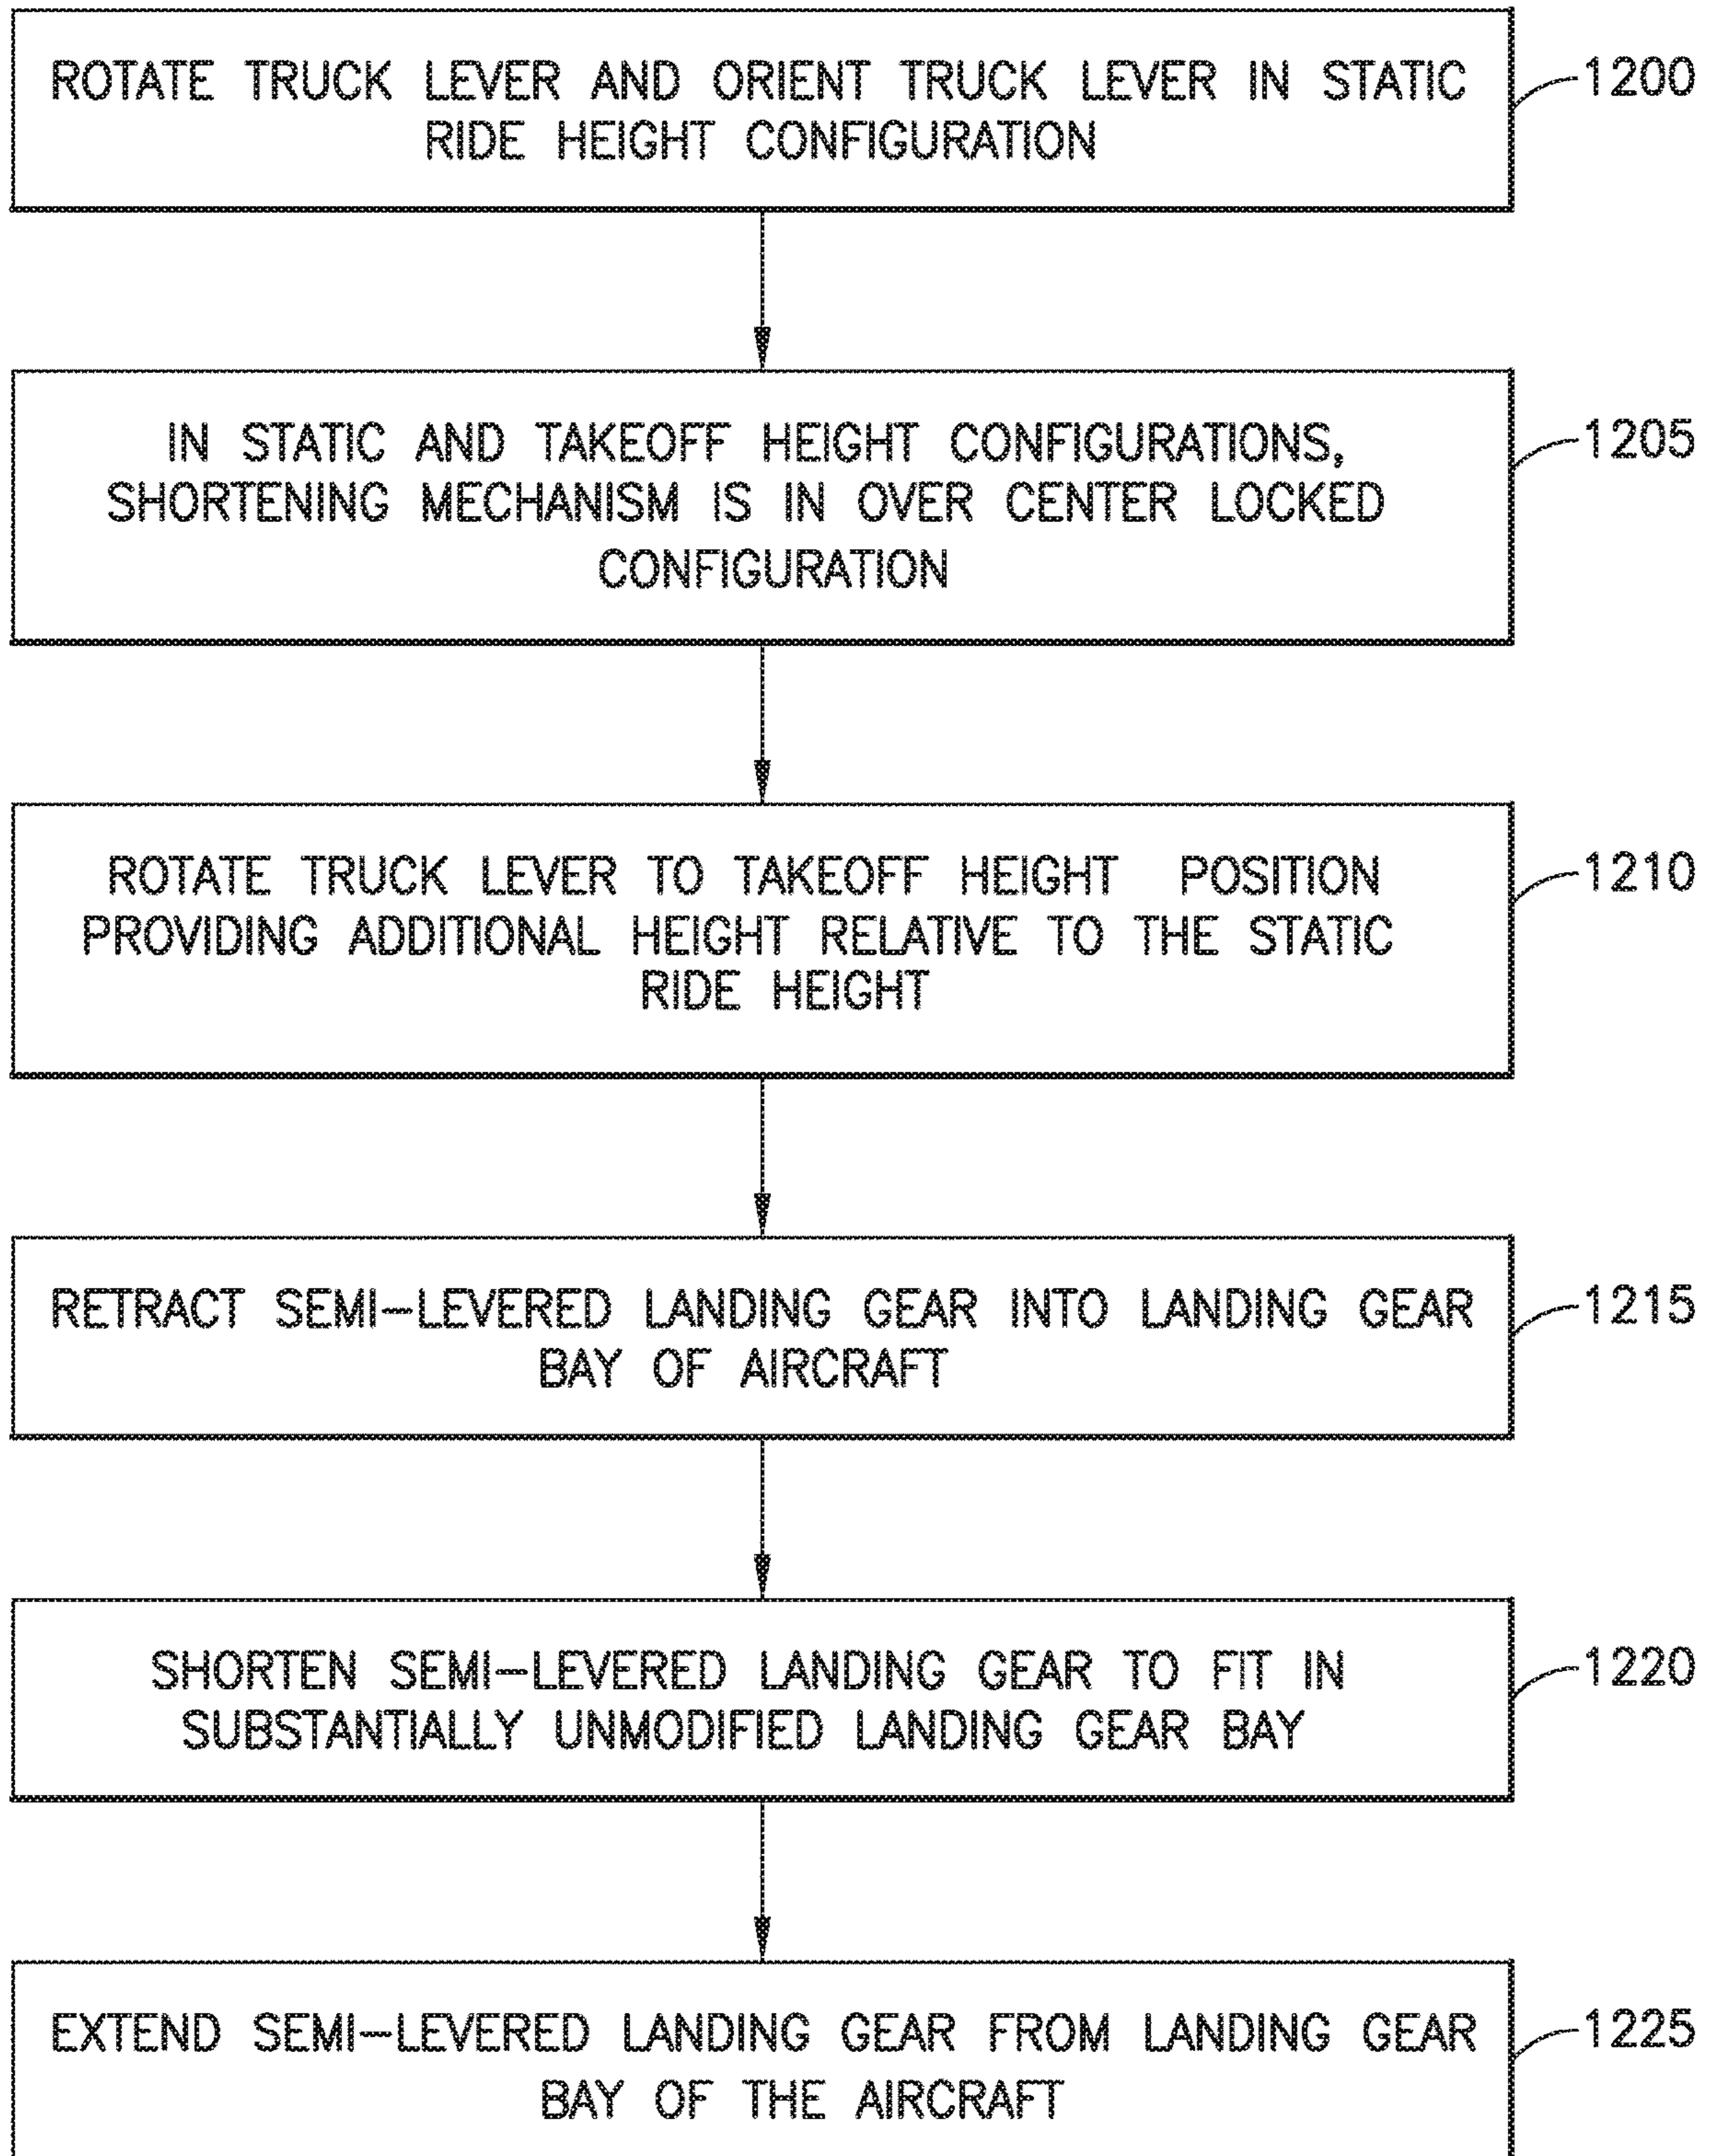 ROTATE TRUCK LEVER AND ORIENT TRUCK LEVER IN STATIC
RIDE HEIGHT CONFIGURATION
1200
IN STATIC AND TAKEOFF HEIGHT CONFIGURATIONS,
SHORTENING MECHANISM IS IN OVER CENTER LOCKED
CONFIGURATION
1205
ROTATE TRUCK LEVER TO TAKEOFF HEIGHT POSITION
PROVIDING ADDITIONAL HEIGHT RELATIVE TO THE STATIC
RIDE HEIGHT
1210
RETRACT SEMI-LEVERED LANDING GEAR INTO LANDING GEAR
BAY OF AIRCRAFT
1215
SHORTEN SEMI-LEVERED LANDING GEAR TO FIT IN
SUBSTANTIALLY UNMODIFIED LANDING GEAR BAY
1220
EXTEND SEMI-LEVERED LANDING GEAR FROM LANDING GEAR
BAY OF THE AIRCRAFT
1225